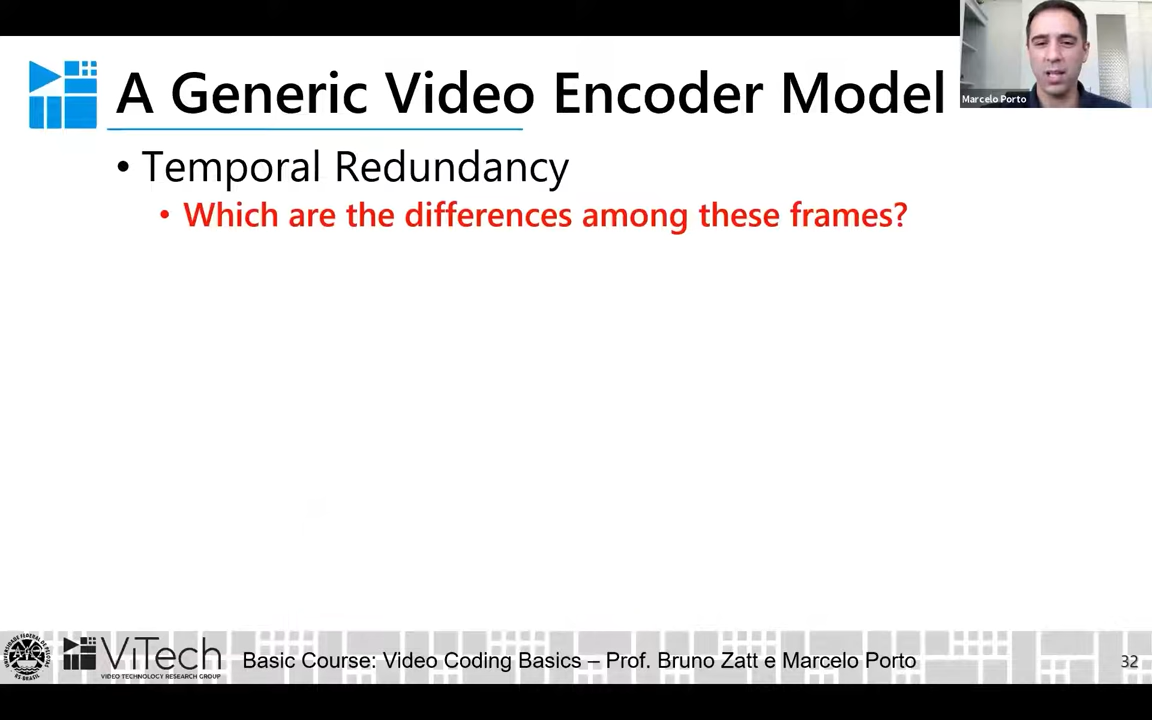 A Generic Video Encoder Model
Marcelo Porto
• Temporal Redundancy
• Which are the differences among these frames?
ViTech
VIDEO TECHNOLOGY RESEARCH GROUP
Basic Course: Video Coding Basics – Prof. Bruno Zatt e Marcelo Porto
32